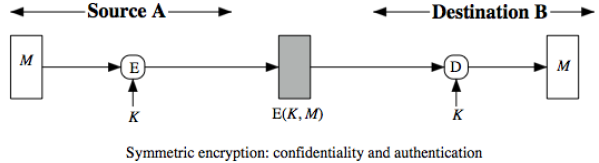 Source A
Destination B
M
E
D
M
K
E(K, M)
K
Symmetric encryption: confidentiality and authentication